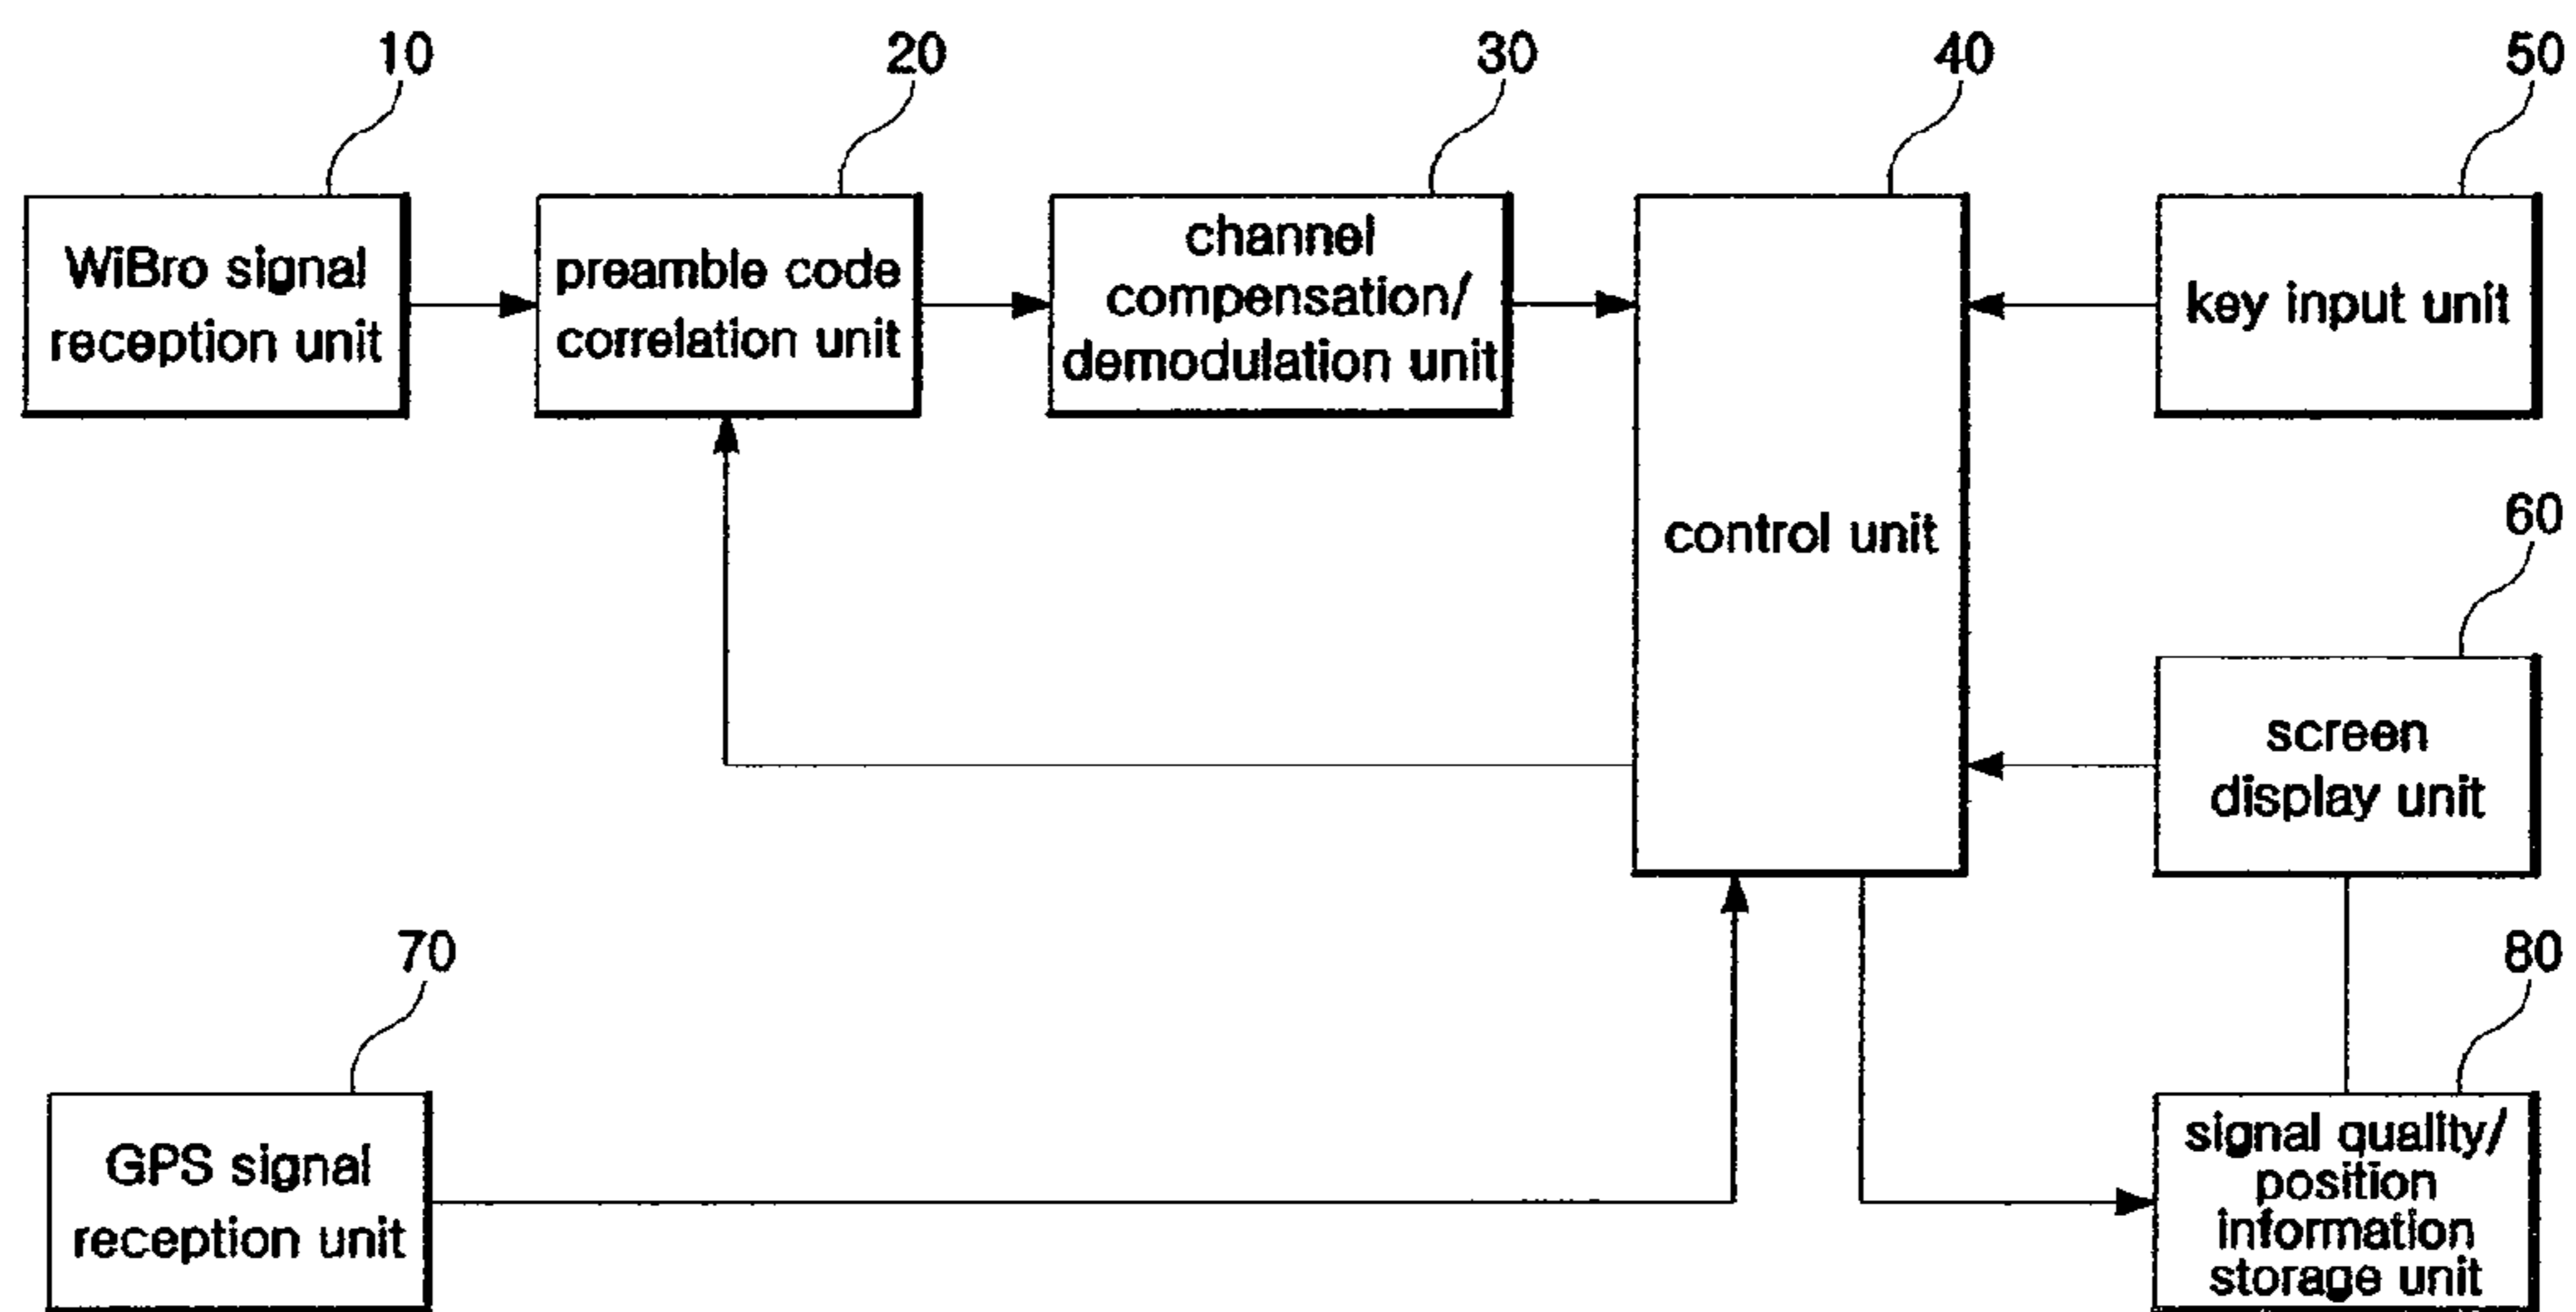 10
20
30
40
50
WiBro signal
reception unit
preamble code
correlation unit
channel
compensation/
demodulation unit
control unit
key input unit
60
screen
display unit
70
80
GPS signal
reception unit
signal quality/
position
information
storage unit